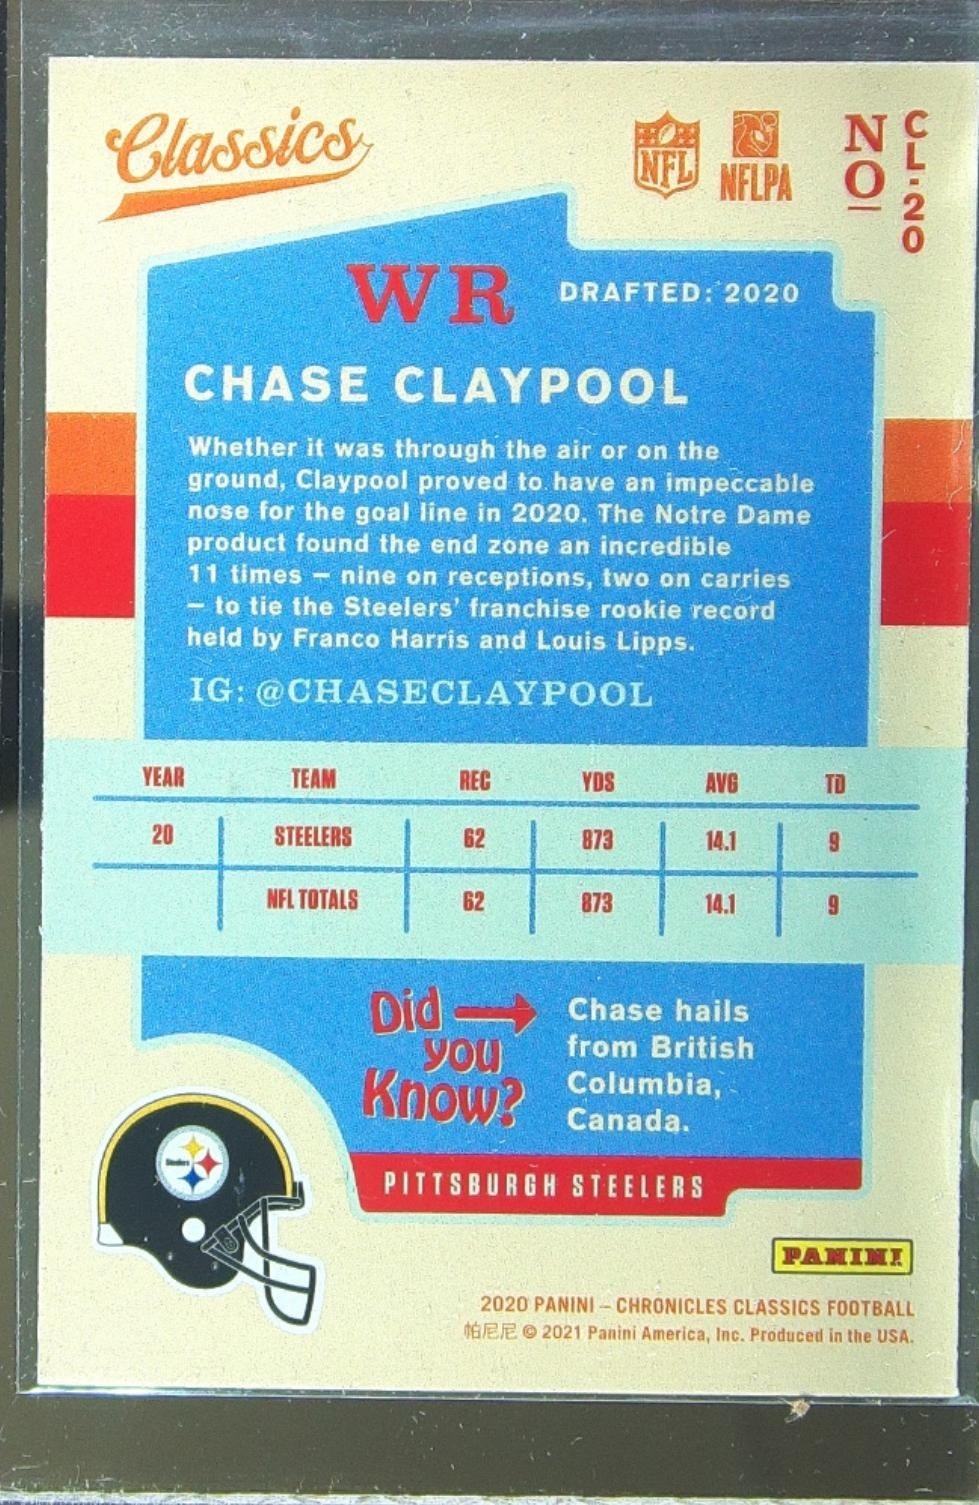 Classics
NFL
NFLPA
NO
CL-20
WR
DRAFTED: 2020
CHASE CLAYPOOL
Whether it was through the air or on the
ground, Claypool proved to have an impeccable
nose for the goal line in 2020. The Notre Dame
product found the end zone an incredible
11 times – nine on receptions, two on carries
– to tie the Steelers' franchise rookie record
held by Franco Harris and Louis Lipps.
IG: @CHASECLAYPOOL
YEAR TEAM REC YDS AVG TD
20 STEELERS 62 873 14.1 9
NFL TOTALS 62 873 14.1 9
Did you Know?
Chase hails
from British
Columbia,
Canada.
Steelers
PITTSBURGH STEELERS
PANINI
2020 PANINI – CHRONICLES CLASSICS FOOTBALL
帕尼尼 © 2021 Panini America, Inc. Produced in the USA.